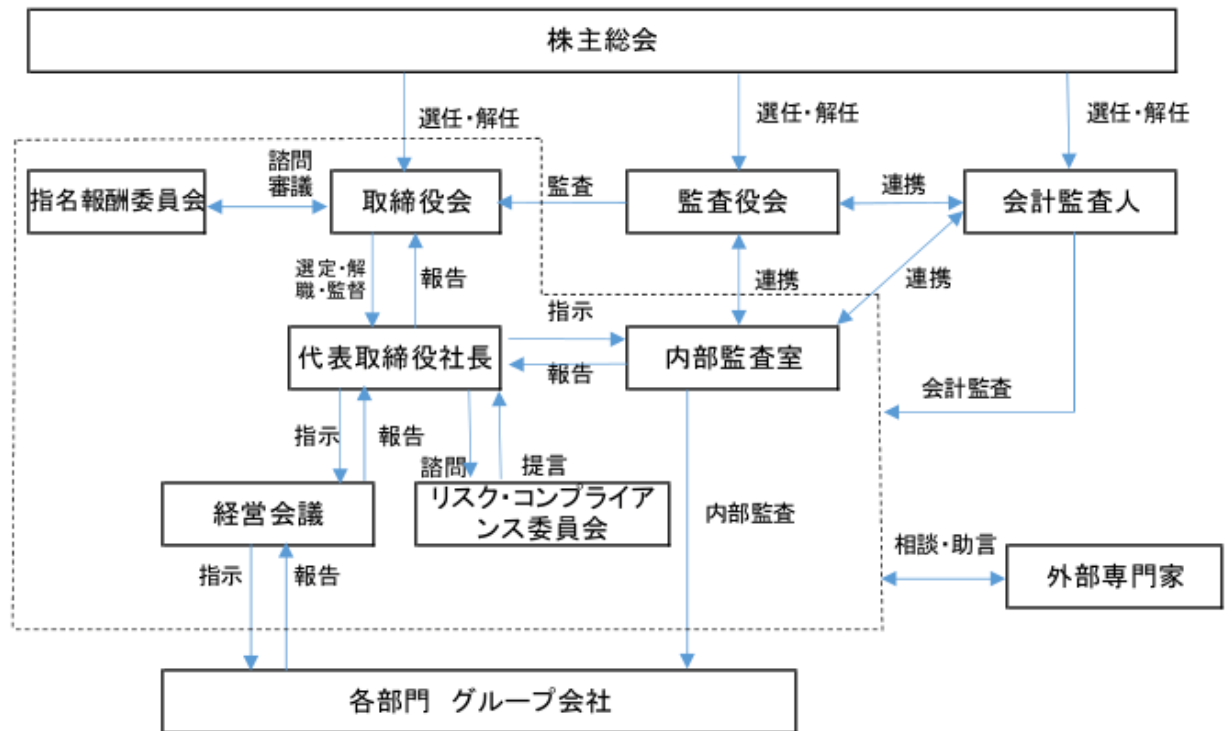 株主総会
選任・解任
選任・解任
選任・解任
諮問
審議
指名報酬委員会
取締役会
監査
監査役会
連携
会計監査人
選定・解
職・監督
報告
連携
連携
指示
代表取締役社長
報告
内部監査室
会計監査
指示
報告
諮問
提言
経営会議
リスク・コンプライア
ンス委員会
内部監査
相談・助言
外部専門家
指示
報告
各部門 グループ会社